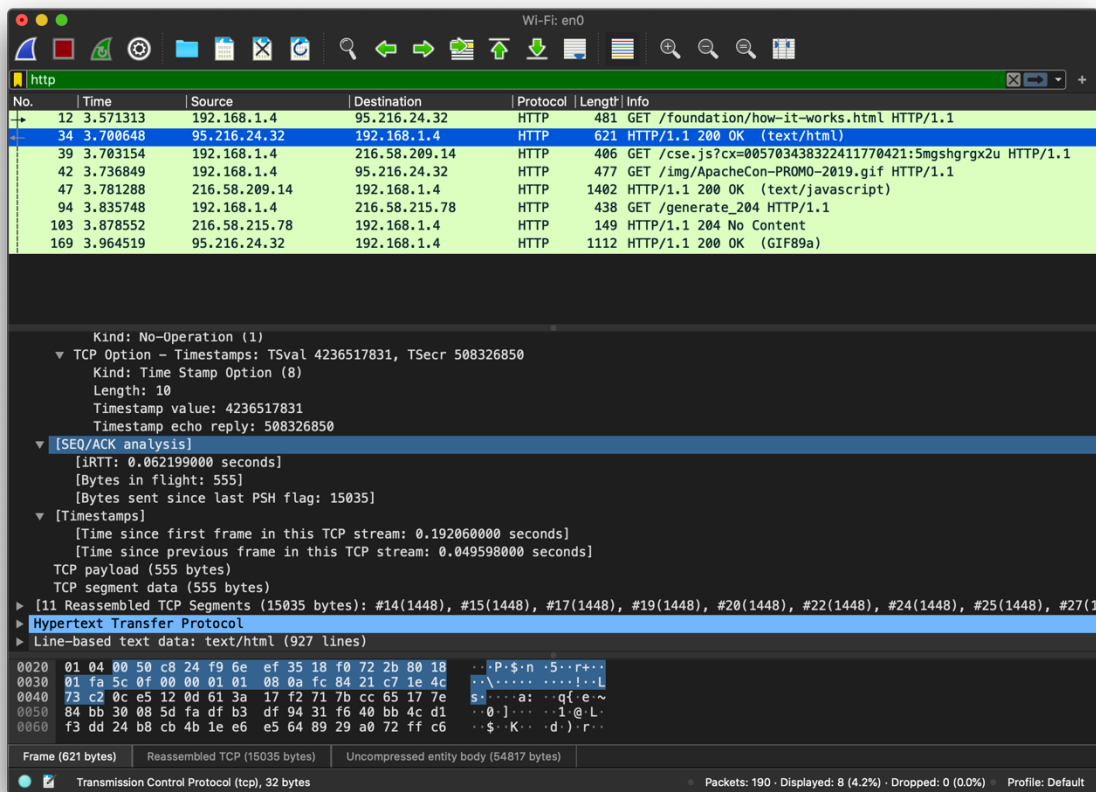 Wi-Fi: en0
http
No. Time Source Destination Protocol Length Info
12 3.571313 192.168.1.4 95.216.24.32 HTTP 481 GET /foundation/how-it-works.html HTTP/1.1
34 3.700648 95.216.24.32 192.168.1.4 HTTP 621 HTTP/1.1 200 OK (text/html)
39 3.703154 192.168.1.4 216.58.209.14 HTTP 406 GET /cse.js?cx=005703438322411770421:5mgshgrgx2u HTTP/1.1
42 3.736849 192.168.1.4 95.216.24.32 HTTP 477 GET /img/ApacheCon-PROMO-2019.gif HTTP/1.1
47 3.781288 216.58.209.14 192.168.1.4 HTTP 1402 HTTP/1.1 200 OK (text/javascript)
94 3.835748 192.168.1.4 216.58.215.78 HTTP 438 GET /generate_204 HTTP/1.1
103 3.878552 216.58.215.78 192.168.1.4 HTTP 149 HTTP/1.1 204 No Content
169 3.964519 95.216.24.32 192.168.1.4 HTTP 1112 HTTP/1.1 200 OK (GIF89a)
Kind: No-Operation (1)
TCP Option – Timestamps: TSval 4236517831, TSecr 508326850
Kind: Time Stamp Option (8)
Length: 10
Timestamp value: 4236517831
Timestamp echo reply: 508326850
[SEQ/ACK analysis]
[iRTT: 0.062199000 seconds]
[Bytes in flight: 555]
[Bytes sent since last PSH flag: 15035]
[Timestamps]
[Time since first frame in this TCP stream: 0.192060000 seconds]
[Time since previous frame in this TCP stream: 0.049598000 seconds]
TCP payload (555 bytes)
TCP segment data (555 bytes)
[11 Reassembled TCP Segments (15035 bytes): #14(1448), #15(1448), #17(1448), #19(1448), #20(1448), #22(1448), #24(1448), #25(1448), #27(1
Hypertext Transfer Protocol
Line-based text data: text/html (927 lines)
0020 01 04 00 50 c8 24 f9 6e ef 35 18 f0 72 2b 80 18 ···P·$·n ·5··r+··
0030 01 fa 5c 0f 00 00 01 01 08 0a fc 84 21 c7 1e 4c ··\····· ····!··L
0040 73 c2 0c e5 12 0d 61 3a 17 f2 71 7b cc 65 17 7e s·····a: ··q{·e·~
0050 84 bb 30 08 5d fa df b3 df 94 31 f6 40 bb 4c d1 ··0·]··· ··1·@·L·
0060 f3 dd 24 b8 cb 4b 1e e6 e5 64 89 29 a0 72 ff c6 ··$··K·· ·d·)·r··
Frame (621 bytes) Reassembled TCP (15035 bytes) Uncompressed entity body (54817 bytes)
Transmission Control Protocol (tcp), 32 bytes Packets: 190 · Displayed: 8 (4.2%) · Dropped: 0 (0.0%) Profile: Default